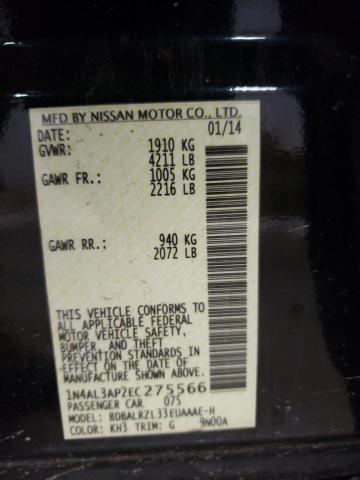 MFD BY NISSAN MOTOR CO., LTD.
DATE: 01/14
GVWR: 1910 KG
4211 LB
GAWR FR.: 1005 KG
2216 LB
GAWR RR.: 940 KG
2072 LB
THIS VEHICLE CONFORMS TO
ALL APPLICABLE FEDERAL
MOTOR VEHICLE SAFETY,
BUMPER, AND THEFT
PREVENTION STANDARDS IN
EFFECT ON THE DATE OF
MANUFACTURE SHOWN ABOVE.
1N4AL3AP2EC275566
PASSENGER CAR 075
MODEL: BDBALRZL33EUAAAE-H
COLOR: KH3 TRIM: G 9N00A